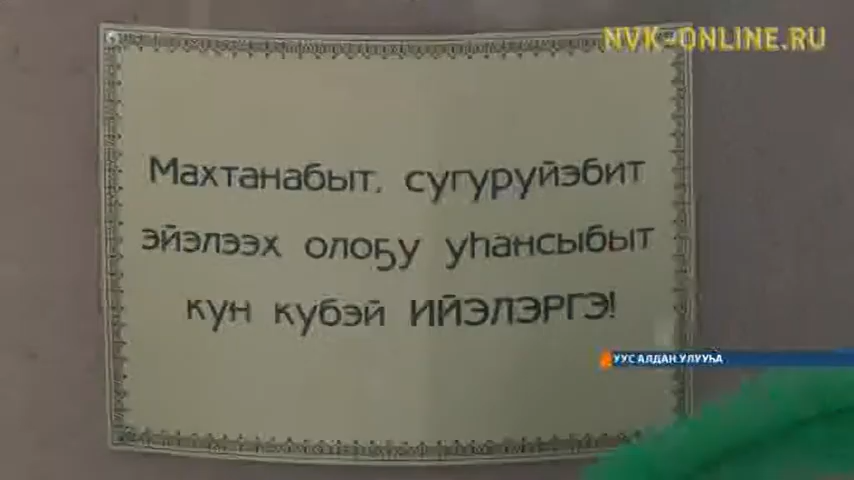 NVK-ONLINE.RU
Махтанабыт, сугуруйэбит
эйэлээх олоҕу уһансыбыт
кун кубэй ИЙЭЛЭРГЭ!
УУС АЛДАН УЛУУҺА